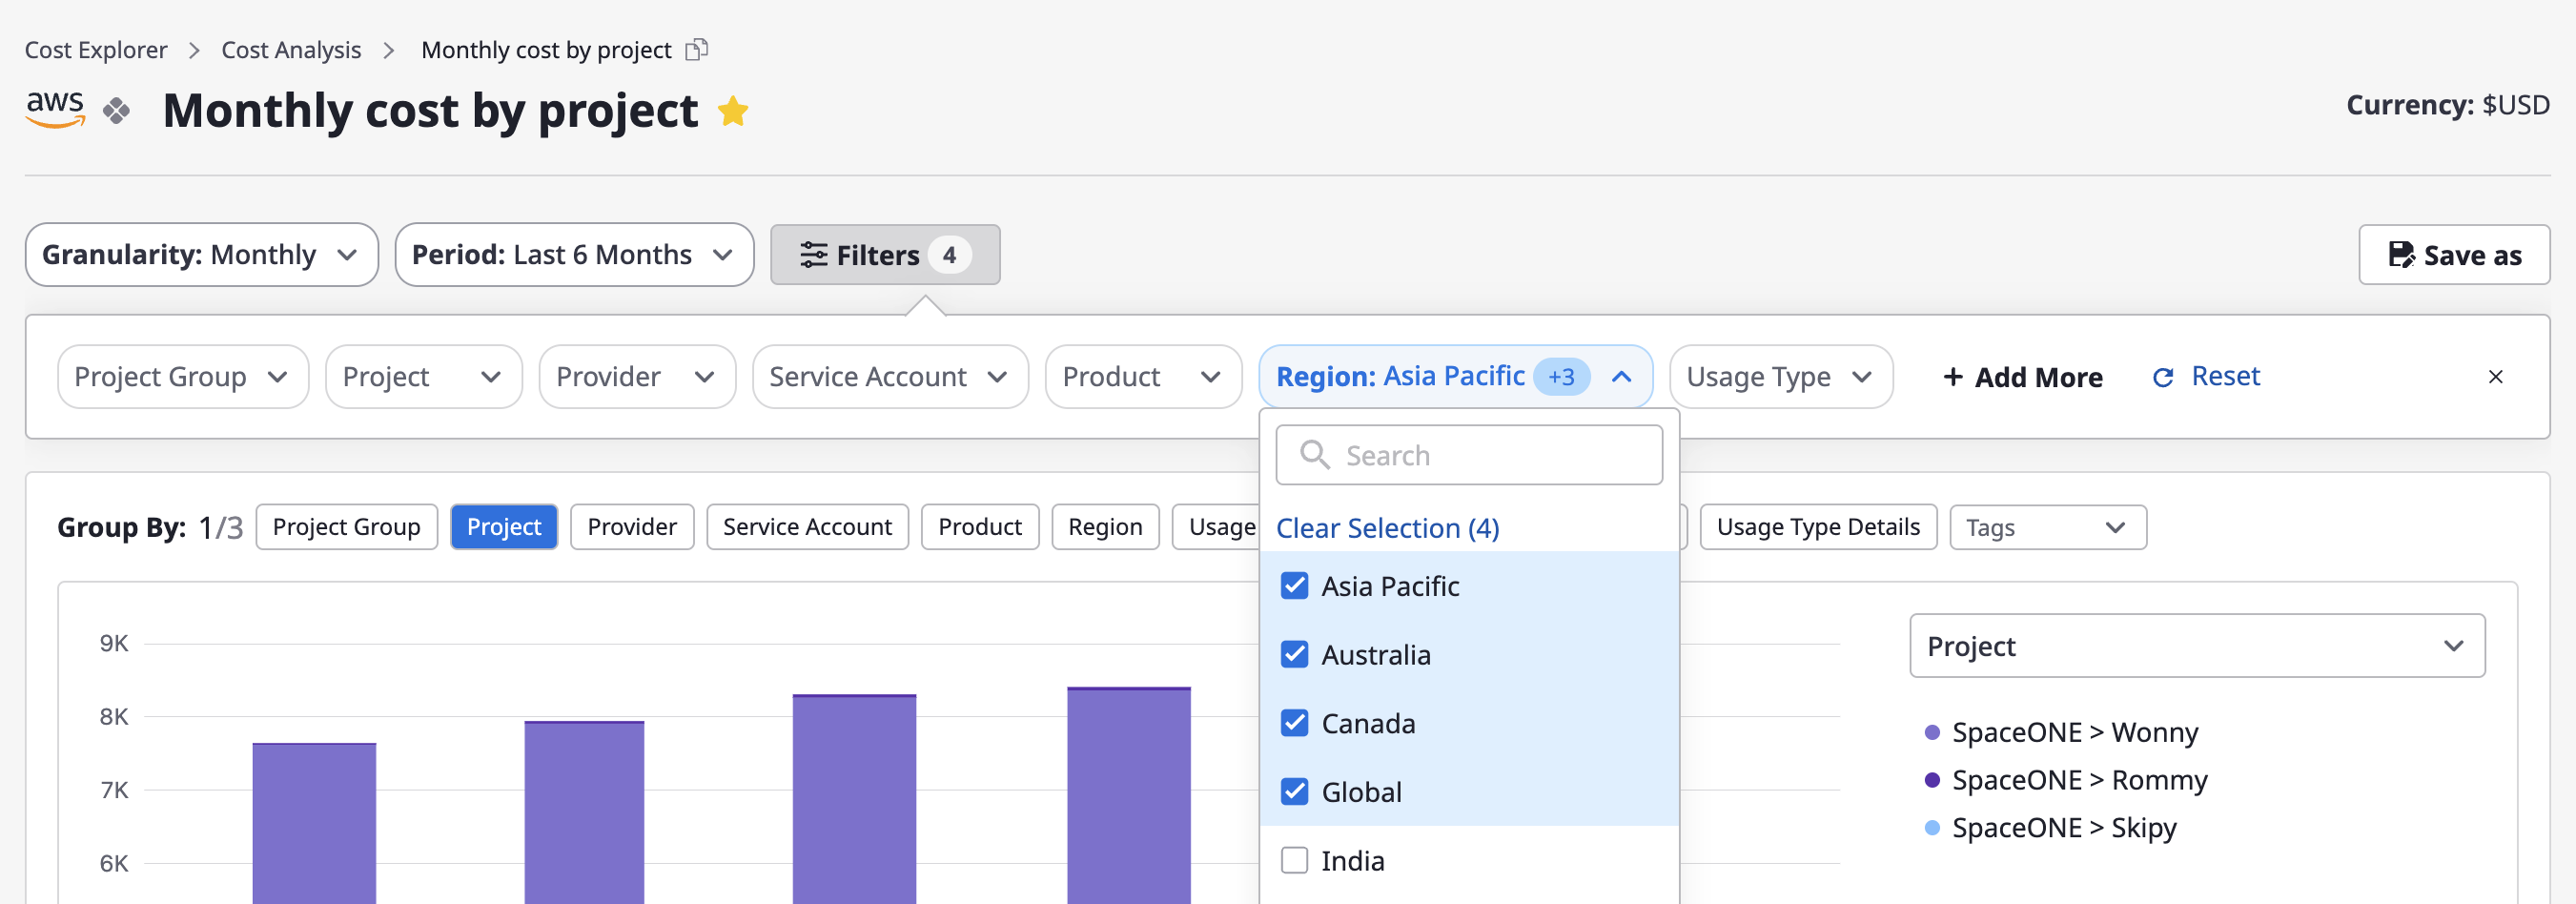 Cost Explorer > Cost Analysis > Monthly cost by project
aws Monthly cost by project
Currency: $USD
Granularity: Monthly Period: Last 6 Months Filters 4 Save as
Project Group Project Provider Service Account Product Region: Asia Pacific +3 Usage Type + Add More Reset
Search
Group By: 1/3 Project Group Project Provider Service Account Product Region Usage Usage Type Details Tags
Clear Selection (4)
Asia Pacific
Australia
Canada
Global
India
9K
8K
7K
6K
Project
SpaceONE > Wonny
SpaceONE > Rommy
SpaceONE > Skipy